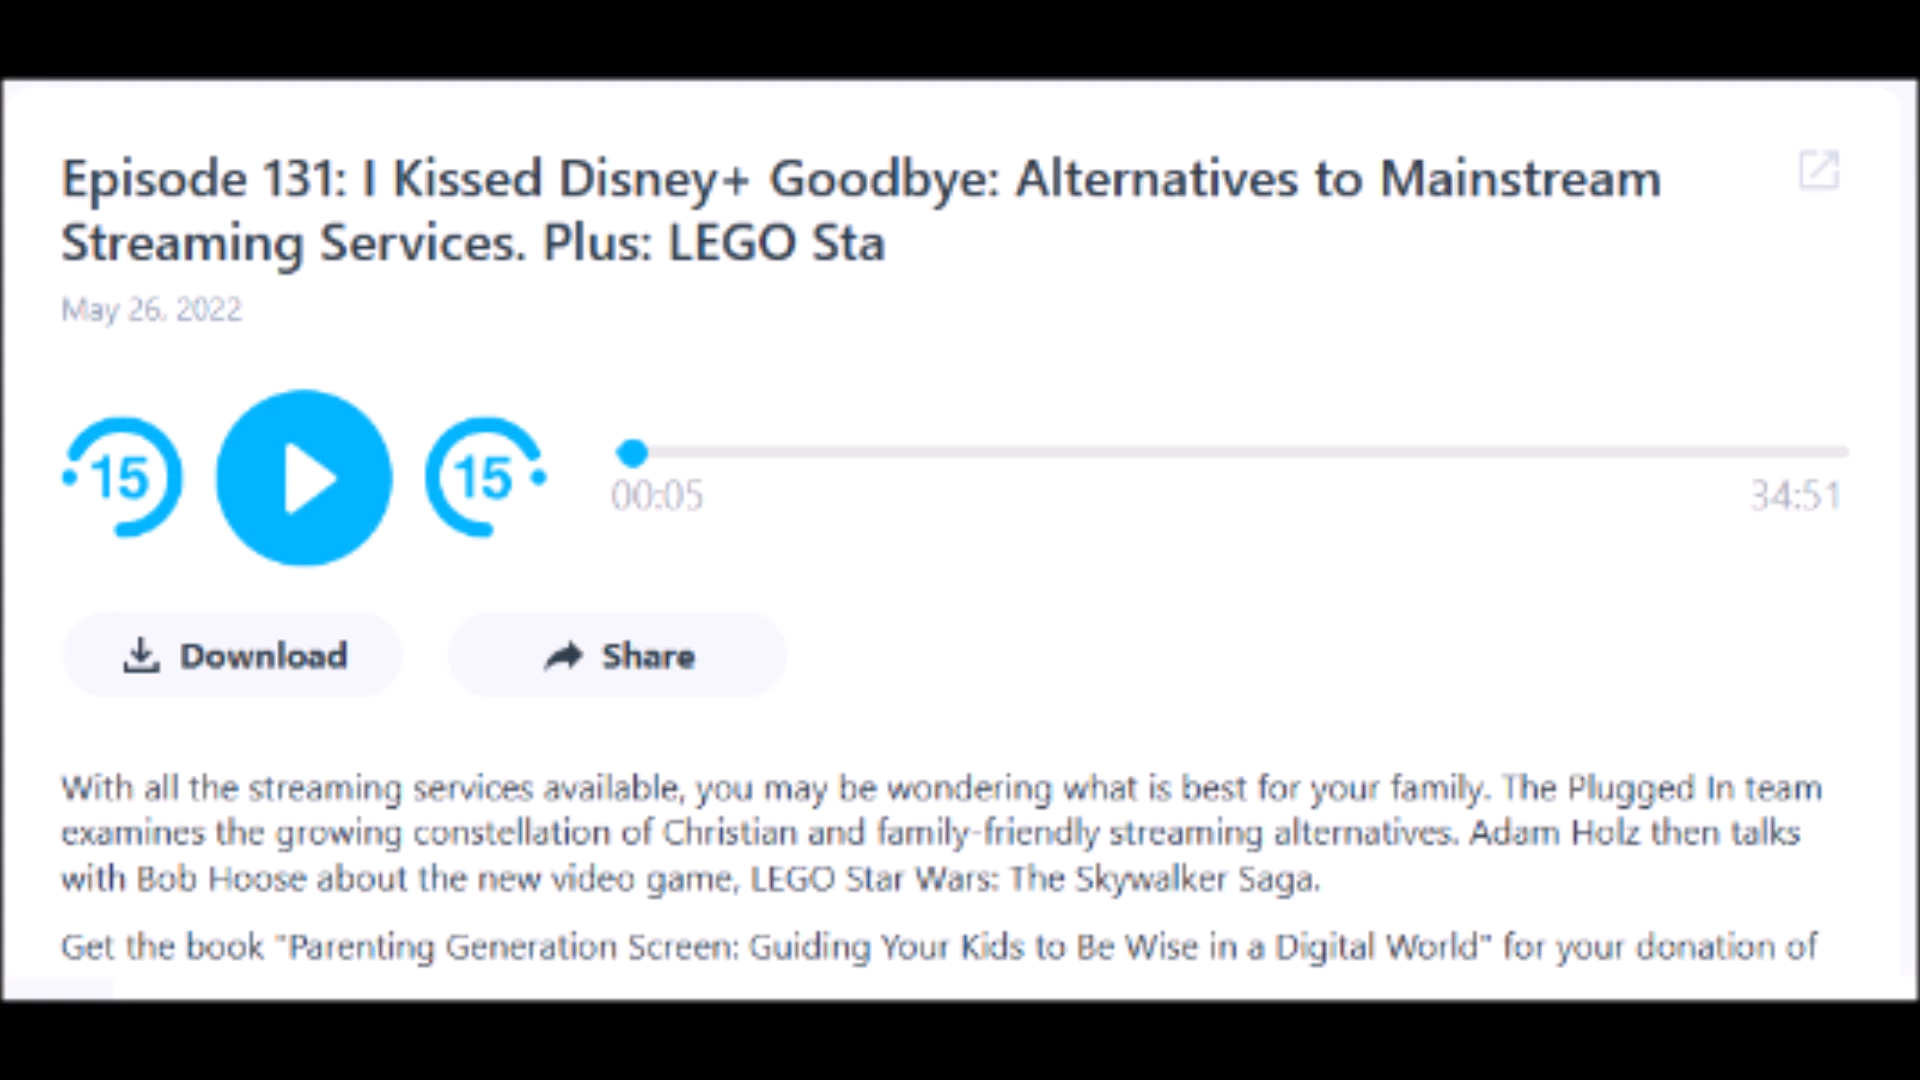 Episode 131: I Kissed Disney+ Goodbye: Alternatives to Mainstream
Streaming Services. Plus: LEGO Sta
May 26, 2022
15
15
00:05
34:51
Download
Share
With all the streaming services available, you may be wondering what is best for your family. The Plugged In team
examines the growing constellation of Christian and family-friendly streaming alternatives. Adam Holz then talks
with Bob Hoose about the new video game, LEGO Star Wars: The Skywalker Saga.
Get the book "Parenting Generation Screen: Guiding Your Kids to Be Wise in a Digital World" for your donation of